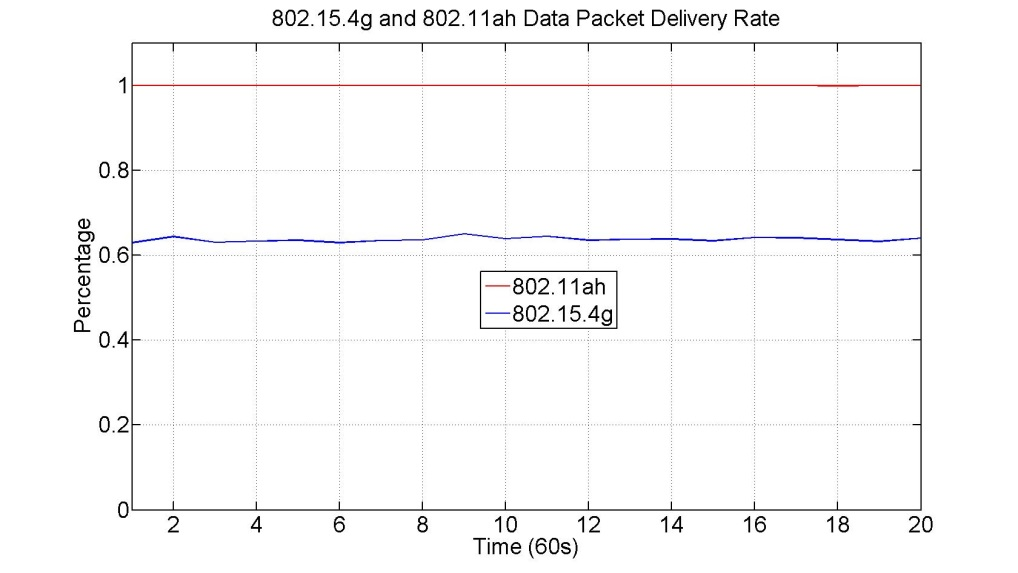 802.15.4g and 802.11ah Data Packet Delivery Rate
1
0.8
0.6
0.4
0.2
0
Percentage
802.11ah
802.15.4g
2 4 6 8 10 12 14 16 18 20
Time (60s)